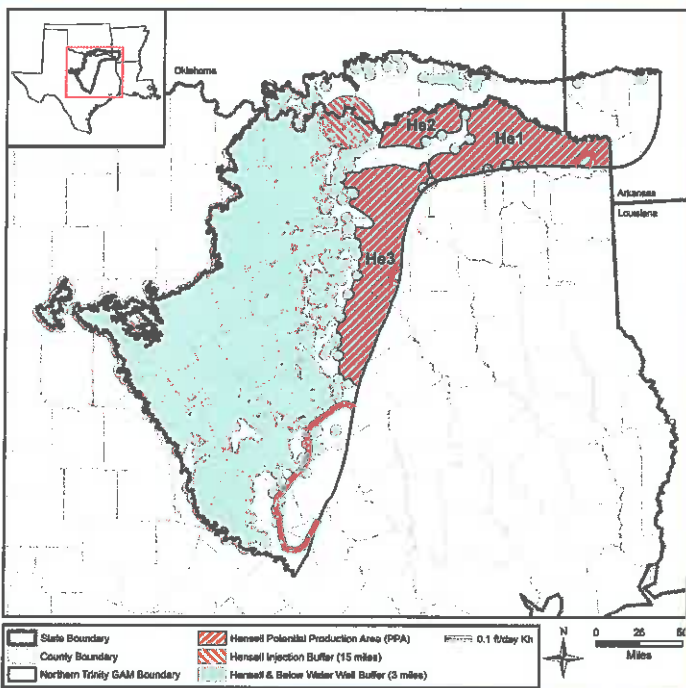 Oklahoma
He2
He1
Arkansas
Louisiana
He3
State Boundary
County Boundary
Northern Trinity GAM Boundary
Hensell Potential Production Area (PPA)
Hensell Injection Buffer (15 miles)
Hensell & Below Water Well Buffer (3 miles)
0.1 ft/day Kh
N
0 25 50
Miles